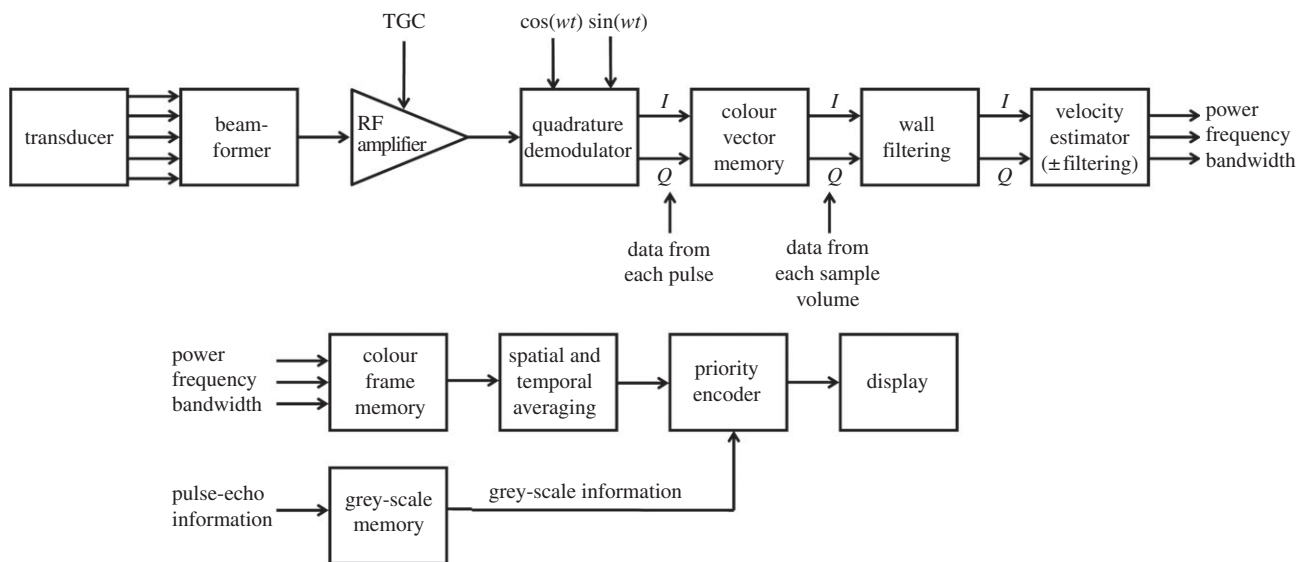 TGC
cos(wt) sin(wt)
transducer
beam-
former
RF
amplifier
quadrature
demodulator
I
Q
colour
vector
memory
I
Q
wall
filtering
I
Q
velocity
estimator
(±filtering)
power
frequency
bandwidth
data from
each pulse
data from
each sample
volume
power
frequency
bandwidth
colour
frame
memory
spatial and
temporal
averaging
priority
encoder
display
pulse-echo
information
grey-scale
memory
grey-scale information